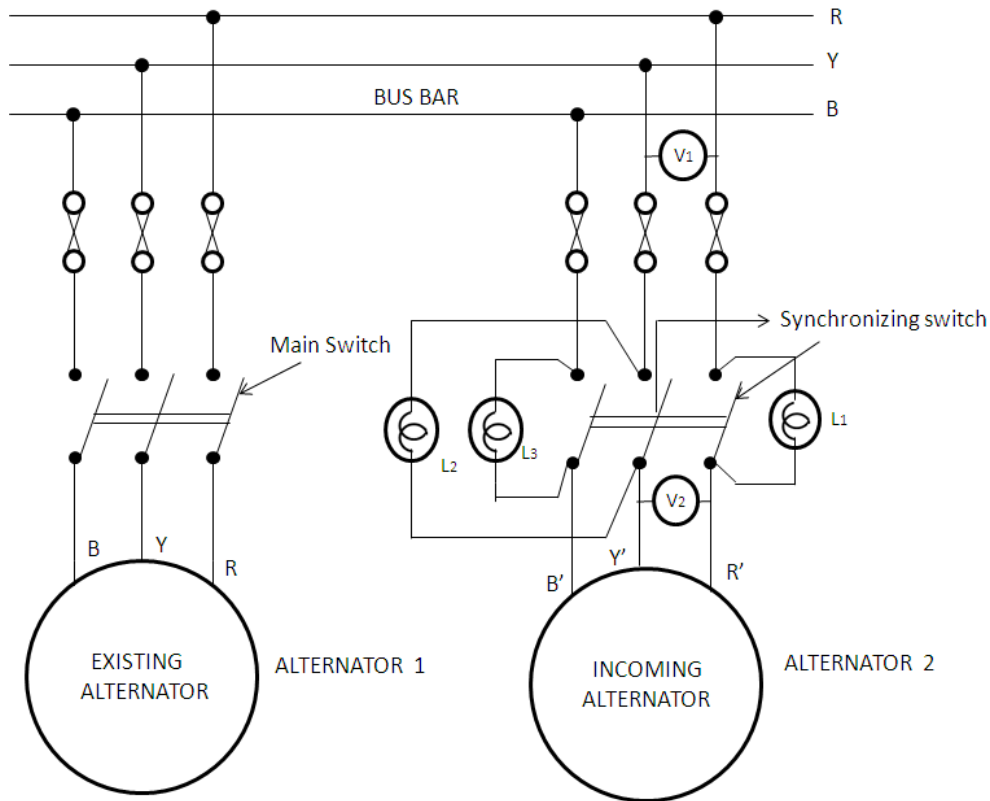 R
Y
BUS BAR
B
V1
Main Switch
Synchronizing switch
L2
L3
L1
V2
B
Y
R
B’
Y’
R’
EXISTING
ALTERNATOR
ALTERNATOR 1
INCOMING
ALTERNATOR
ALTERNATOR 2